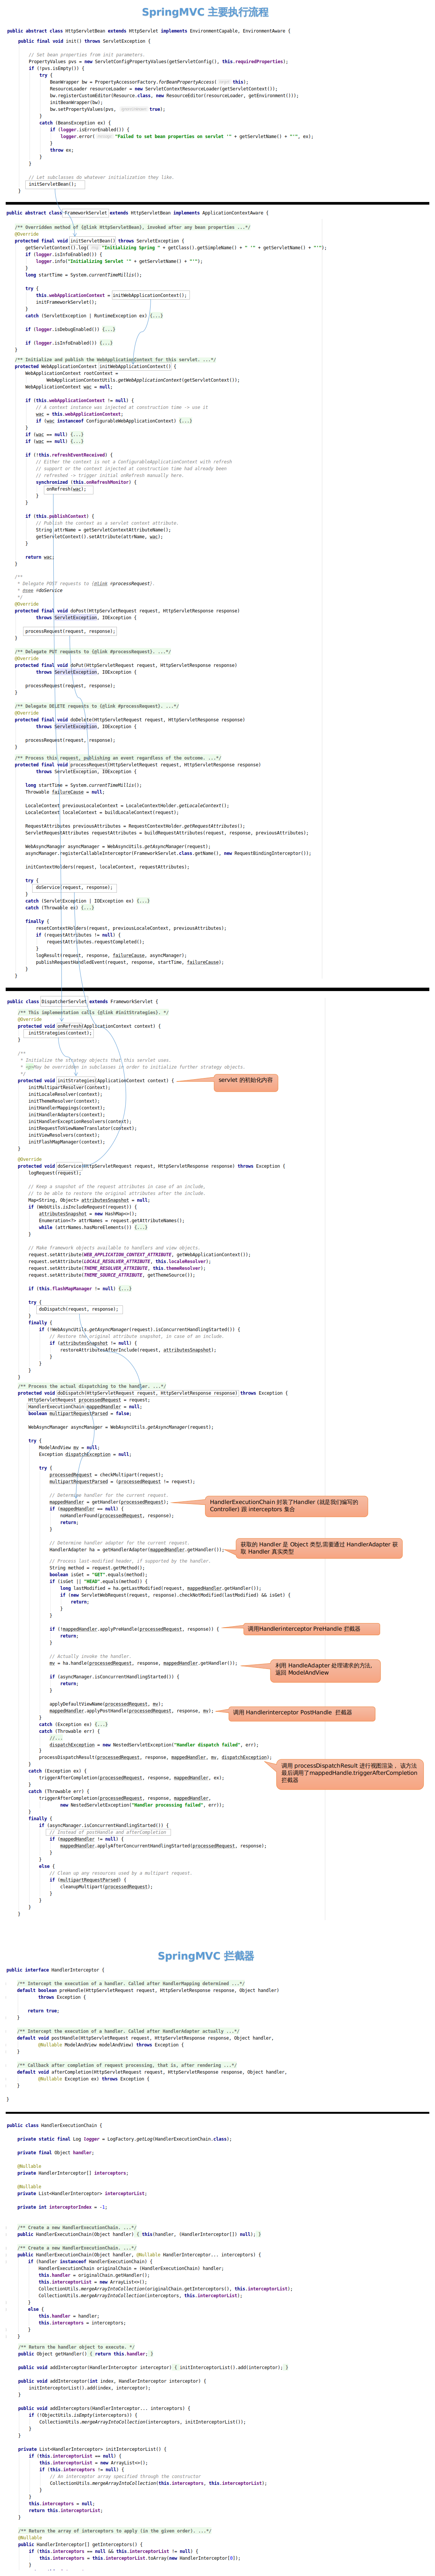 SpringMVC 主要执行流程
public abstract class HttpServletBean extends HttpServlet implements EnvironmentCapable, EnvironmentAware {
public final void init() throws ServletException {
// Set bean properties from init parameters.
PropertyValues pvs = new ServletConfigPropertyValues(getServletConfig(), this.requiredProperties);
if (!pvs.isEmpty()) {
try {
BeanWrapper bw = PropertyAccessorFactory.forBeanPropertyAccess(this);
ResourceLoader resourceLoader = new ServletContextResourceLoader(getServletContext());
bw.registerCustomEditor(Resource.class, new ResourceEditor(resourceLoader, getEnvironment()));
initBeanWrapper(bw);
bw.setPropertyValues(pvs, true);
}
catch (BeansException ex) {
if (logger.isErrorEnabled()) {
logger.error("Failed to set bean properties on servlet '" + getServletName() + "'", ex);
}
throw ex;
}
}
// Let subclasses do whatever initialization they like.
initServletBean();
}
public abstract class FrameworkServlet extends HttpServletBean implements ApplicationContextAware {
/** Overridden method of {@link HttpServletBean}, invoked after any bean properties ...*/
@Override
protected final void initServletBean() throws ServletException {
getServletContext().log("Initializing Spring " + getClass().getSimpleName() + " '" + getServletName() + "'");
if (logger.isInfoEnabled()) {
logger.info("Initializing Servlet '" + getServletName() + "'");
}
long startTime = System.currentTimeMillis();
try {
this.webApplicationContext = initWebApplicationContext();
initFrameworkServlet();
}
catch (ServletException | RuntimeException ex) {...}
if (logger.isDebugEnabled()) {...}
if (logger.isInfoEnabled()) {...}
}
/** Initialize and publish the WebApplicationContext for this servlet. ...*/
protected WebApplicationContext initWebApplicationContext() {
WebApplicationContext rootContext =
WebApplicationContextUtils.getWebApplicationContext(getServletContext());
WebApplicationContext wac = null;
if (this.webApplicationContext != null) {
// A context instance was injected at construction time -> use it
wac = this.webApplicationContext;
if (wac instanceof ConfigurableWebApplicationContext) {...}
}
if (wac == null) {...}
if (wac == null) {...}
if (!this.refreshEventReceived) {
// Either the context is not a ConfigurableApplicationContext with refresh
// support or the context injected at construction time had already been
// refreshed -> trigger initial onRefresh manually here.
synchronized (this.onRefreshMonitor) {
onRefresh(wac);
}
}
if (this.publishContext) {
// Publish the context as a servlet context attribute.
String attrName = getServletContextAttributeName();
getServletContext().setAttribute(attrName, wac);
}
return wac;
}
/**
* Delegate POST requests to {@link #processRequest}.
* @see #doService
*/
@Override
protected final void doPost(HttpServletRequest request, HttpServletResponse response)
throws ServletException, IOException {
processRequest(request, response);
}
/** Delegate PUT requests to {@link #processRequest}. ...*/
@Override
protected final void doPut(HttpServletRequest request, HttpServletResponse response)
throws ServletException, IOException {
processRequest(request, response);
}
/** Delegate DELETE requests to {@link #processRequest}. ...*/
@Override
protected final void doDelete(HttpServletRequest request, HttpServletResponse response)
throws ServletException, IOException {
processRequest(request, response);
}
/** Process this request, publishing an event regardless of the outcome. ...*/
protected final void processRequest(HttpServletRequest request, HttpServletResponse response)
throws ServletException, IOException {
long startTime = System.currentTimeMillis();
Throwable failureCause = null;
LocaleContext previousLocaleContext = LocaleContextHolder.getLocaleContext();
LocaleContext localeContext = buildLocaleContext(request);
RequestAttributes previousAttributes = RequestContextHolder.getRequestAttributes();
ServletRequestAttributes requestAttributes = buildRequestAttributes(request, response, previousAttributes);
WebAsyncManager asyncManager = WebAsyncUtils.getAsyncManager(request);
asyncManager.registerCallableInterceptor(FrameworkServlet.class.getName(), new RequestBindingInterceptor());
initContextHolders(request, localeContext, requestAttributes);
try {
doService(request, response);
}
catch (ServletException | IOException ex) {...}
catch (Throwable ex) {...}
finally {
resetContextHolders(request, previousLocaleContext, previousAttributes);
if (requestAttributes != null) {
requestAttributes.requestCompleted();
}
logResult(request, response, failureCause, asyncManager);
publishRequestHandledEvent(request, response, startTime, failureCause);
}
}
public class DispatcherServlet extends FrameworkServlet {
/** This implementation calls {@link #initStrategies}. */
@Override
protected void onRefresh(ApplicationContext context) {
initStrategies(context);
}
/**
* Initialize the strategy objects that this servlet uses.
* <p>May be overridden in subclasses in order to initialize further strategy objects.
*/
protected void initStrategies(ApplicationContext context) {
servlet 的初始化内容
initMultipartResolver(context);
initLocaleResolver(context);
initThemeResolver(context);
initHandlerMappings(context);
initHandlerAdapters(context);
initHandlerExceptionResolvers(context);
initRequestToViewNameTranslator(context);
initViewResolvers(context);
initFlashMapManager(context);
}
@Override
protected void doService(HttpServletRequest request, HttpServletResponse response) throws Exception {
logRequest(request);
// Keep a snapshot of the request attributes in case of an include,
// to be able to restore the original attributes after the include.
Map<String, Object> attributesSnapshot = null;
if (WebUtils.isIncludeRequest(request)) {
attributesSnapshot = new HashMap<>();
Enumeration<?> attrNames = request.getAttributeNames();
while (attrNames.hasMoreElements()) {...}
}
// Make framework objects available to handlers and view objects.
request.setAttribute(WEB_APPLICATION_CONTEXT_ATTRIBUTE, getWebApplicationContext());
request.setAttribute(LOCALE_RESOLVER_ATTRIBUTE, this.localeResolver);
request.setAttribute(THEME_RESOLVER_ATTRIBUTE, this.themeResolver);
request.setAttribute(THEME_SOURCE_ATTRIBUTE, getThemeSource());
if (this.flashMapManager != null) {...}
try {
doDispatch(request, response);
}
finally {
if (!WebAsyncUtils.getAsyncManager(request).isConcurrentHandlingStarted()) {
// Restore the original attribute snapshot, in case of an include.
if (attributesSnapshot != null) {
restoreAttributesAfterInclude(request, attributesSnapshot);
}
}
}
}
/** Process the actual dispatching to the handler. ...*/
protected void doDispatch(HttpServletRequest request, HttpServletResponse response) throws Exception {
HttpServletRequest processedRequest = request;
HandlerExecutionChain mappedHandler = null;
boolean multipartRequestParsed = false;
WebAsyncManager asyncManager = WebAsyncUtils.getAsyncManager(request);
try {
ModelAndView mv = null;
Exception dispatchException = null;
try {
processedRequest = checkMultipart(request);
multipartRequestParsed = (processedRequest != request);
// Determine handler for the current request.
mappedHandler = getHandler(processedRequest);
HandlerExecutionChain 封装了Handler (就是我们编写的
Controller) 跟 interceptors 集合
if (mappedHandler == null) {
noHandlerFound(processedRequest, response);
return;
}
// Determine handler adapter for the current request.
HandlerAdapter ha = getHandlerAdapter(mappedHandler.getHandler());
获取的 Handler 是 Object 类型,需要通过 HandlerAdapter 获
取 Handler 真实类型
// Process last-modified header, if supported by the handler.
String method = request.getMethod();
boolean isGet = "GET".equals(method);
if (isGet || "HEAD".equals(method)) {
long lastModified = ha.getLastModified(request, mappedHandler.getHandler());
if (new ServletWebRequest(request, response).checkNotModified(lastModified) && isGet) {
return;
}
}
if (!mappedHandler.applyPreHandle(processedRequest, response)) {
调用HandlerInterceptor PreHandle 拦截器
return;
}
// Actually invoke the handler.
mv = ha.handle(processedRequest, response, mappedHandler.getHandler());
利用 HandleAdapter 处理请求的方法,
返回 ModelAndView
if (asyncManager.isConcurrentHandlingStarted()) {
return;
}
applyDefaultViewName(processedRequest, mv);
mappedHandler.applyPostHandle(processedRequest, response, mv);
调用 HandlerInterceptor PostHandle 拦截器
}
catch (Exception ex) {...}
catch (Throwable err) {
//...
dispatchException = new NestedServletException("Handler dispatch failed", err);
}
processDispatchResult(processedRequest, response, mappedHandler, mv, dispatchException);
调用 processDispatchResult 进行视图渲染， 该方法
最后调用了mappedHandle.triggerAfterCompletion
拦截器
}
catch (Exception ex) {
triggerAfterCompletion(processedRequest, response, mappedHandler, ex);
}
catch (Throwable err) {
triggerAfterCompletion(processedRequest, response, mappedHandler,
new NestedServletException("Handler processing failed", err));
}
finally {
if (asyncManager.isConcurrentHandlingStarted()) {
// Instead of postHandle and afterCompletion
if (mappedHandler != null) {
mappedHandler.applyAfterConcurrentHandlingStarted(processedRequest, response);
}
}
else {
// Clean up any resources used by a multipart request.
if (multipartRequestParsed) {
cleanupMultipart(processedRequest);
}
}
}
}
SpringMVC 拦截器
public interface HandlerInterceptor {
/** Intercept the execution of a handler. Called after HandlerMapping determined ...*/
default boolean preHandle(HttpServletRequest request, HttpServletResponse response, Object handler)
throws Exception {
return true;
}
/** Intercept the execution of a handler. Called after HandlerAdapter actually ...*/
default void postHandle(HttpServletRequest request, HttpServletResponse response, Object handler,
@Nullable ModelAndView modelAndView) throws Exception {
}
/** Callback after completion of request processing, that is, after rendering ...*/
default void afterCompletion(HttpServletRequest request, HttpServletResponse response, Object handler,
@Nullable Exception ex) throws Exception {
}
}
public class HandlerExecutionChain {
private static final Log logger = LogFactory.getLog(HandlerExecutionChain.class);
private final Object handler;
@Nullable
private HandlerInterceptor[] interceptors;
@Nullable
private List<HandlerInterceptor> interceptorList;
private int interceptorIndex = -1;
/** Create a new HandlerExecutionChain. ...*/
public HandlerExecutionChain(Object handler) { this(handler, (HandlerInterceptor[]) null); }
/** Create a new HandlerExecutionChain. ...*/
public HandlerExecutionChain(Object handler, @Nullable HandlerInterceptor... interceptors) {
if (handler instanceof HandlerExecutionChain) {
HandlerExecutionChain originalChain = (HandlerExecutionChain) handler;
this.handler = originalChain.getHandler();
this.interceptorList = new ArrayList<>();
CollectionUtils.mergeArrayIntoCollection(originalChain.getInterceptors(), this.interceptorList);
CollectionUtils.mergeArrayIntoCollection(interceptors, this.interceptorList);
}
else {
this.handler = handler;
this.interceptors = interceptors;
}
}
/** Return the handler object to execute. */
public Object getHandler() { return this.handler; }
public void addInterceptor(HandlerInterceptor interceptor) { initInterceptorList().add(interceptor); }
public void addInterceptor(int index, HandlerInterceptor interceptor) {
initInterceptorList().add(index, interceptor);
}
public void addInterceptors(HandlerInterceptor... interceptors) {
if (!ObjectUtils.isEmpty(interceptors)) {
CollectionUtils.mergeArrayIntoCollection(interceptors, initInterceptorList());
}
}
private List<HandlerInterceptor> initInterceptorList() {
if (this.interceptorList == null) {
this.interceptorList = new ArrayList<>();
if (this.interceptors != null) {
// An interceptor array specified through the constructor
CollectionUtils.mergeArrayIntoCollection(this.interceptors, this.interceptorList);
}
}
this.interceptors = null;
return this.interceptorList;
}
/** Return the array of interceptors to apply (in the given order). ...*/
@Nullable
public HandlerInterceptor[] getInterceptors() {
if (this.interceptors == null && this.interceptorList != null) {
this.interceptors = this.interceptorList.toArray(new HandlerInterceptor[0]);
}